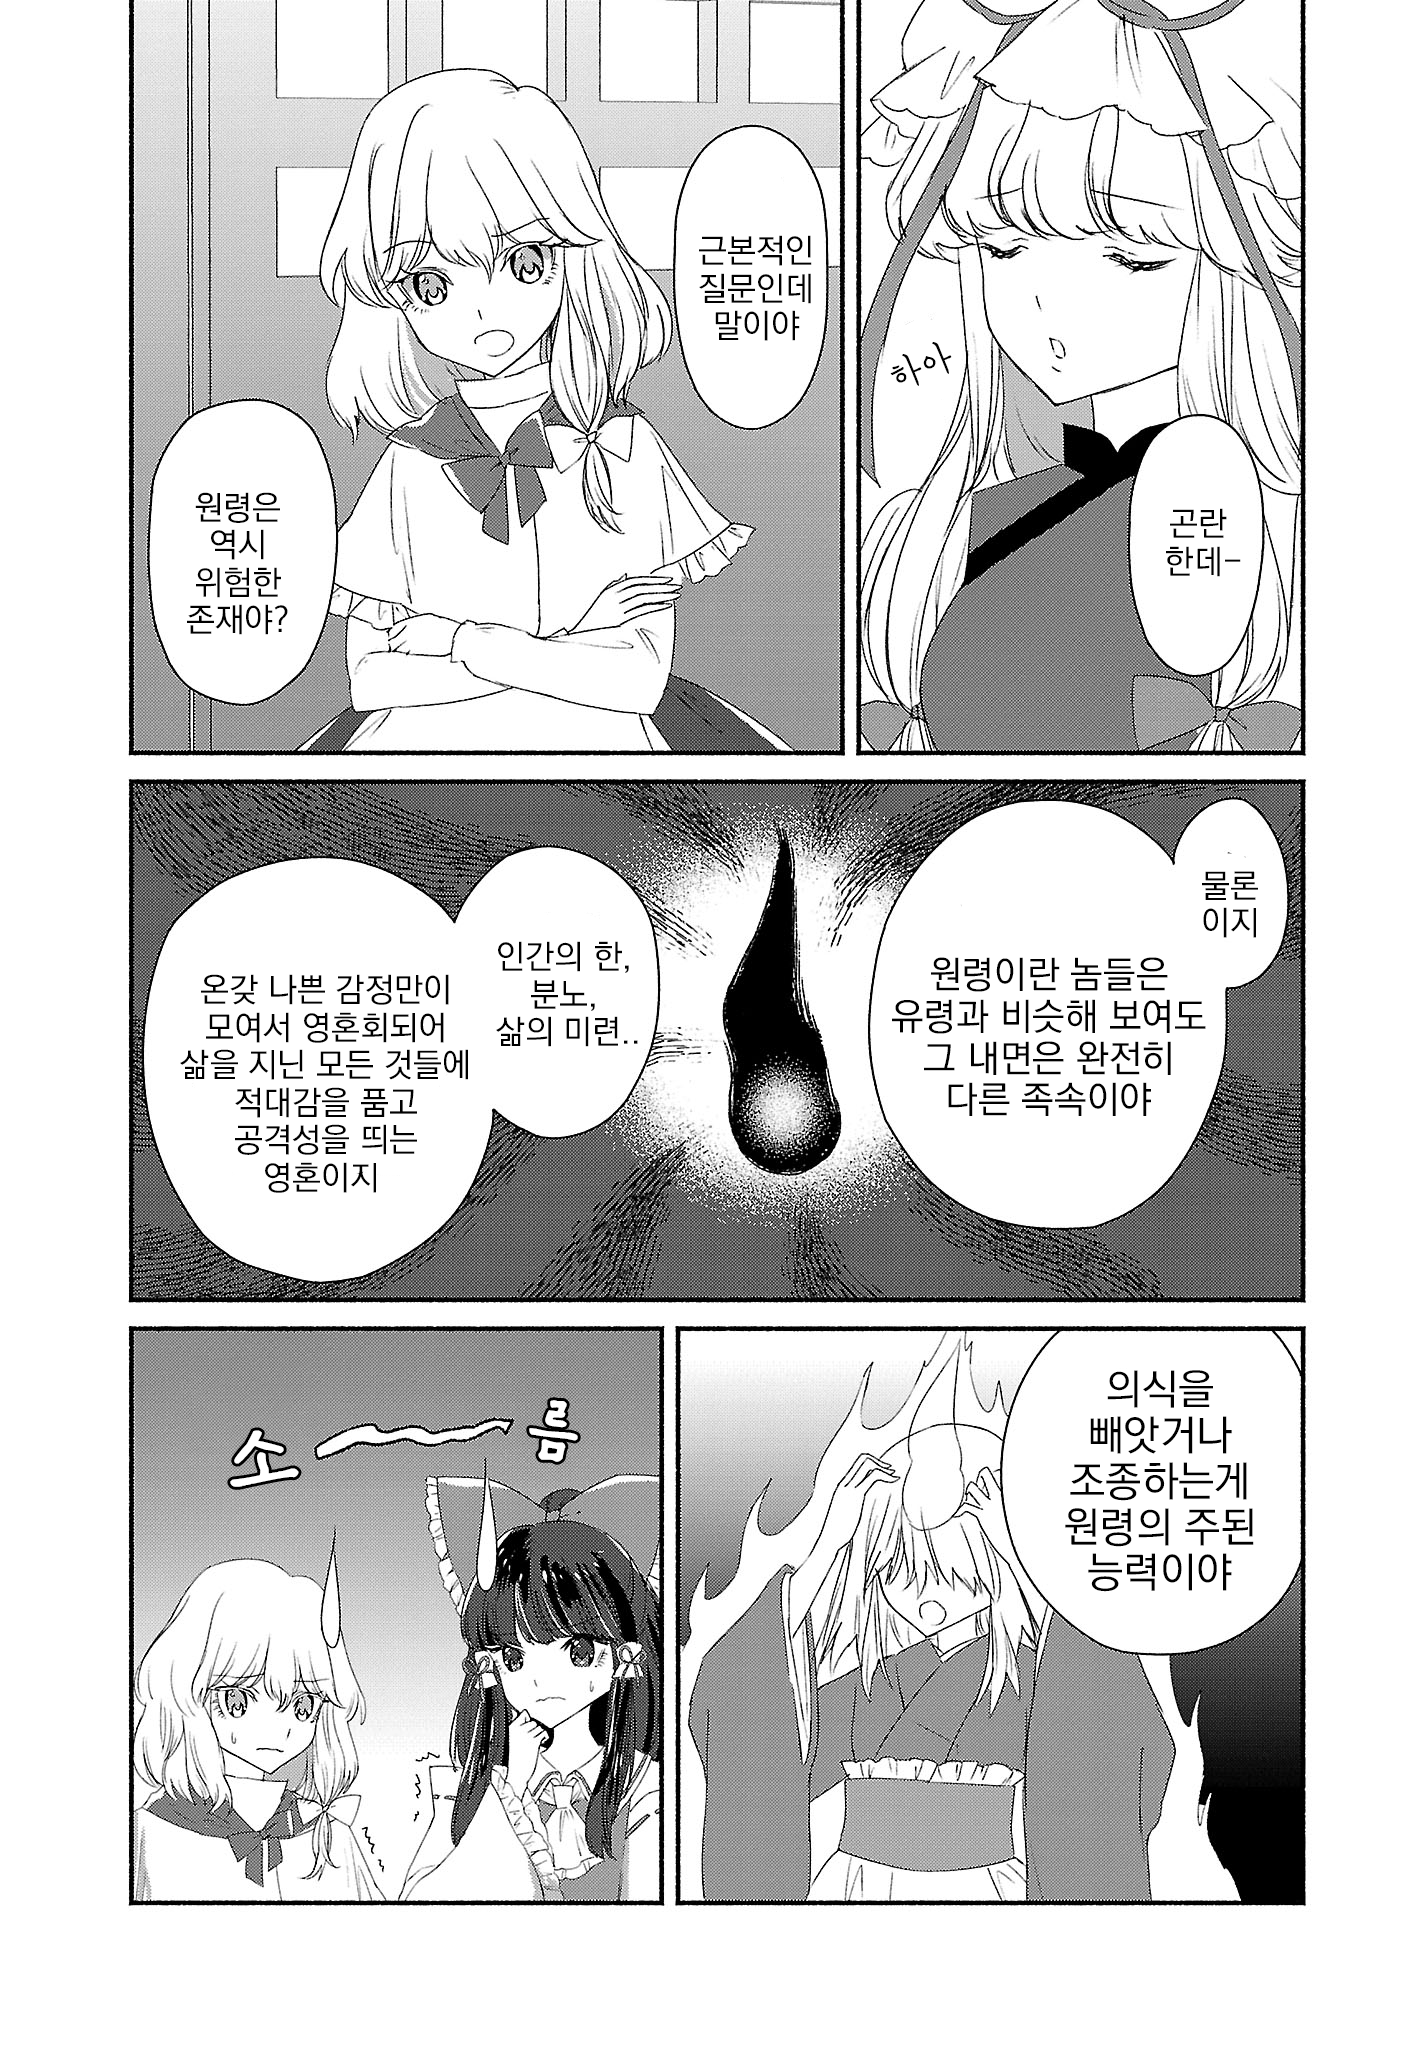 하아
곤란
한데-
근본적인
질문인데
말이야
원령은
역시
위험한
존재야?
물론
이지
원령이란 놈들은
유령과 비슷해 보여도
그 내면은 완전히
다른 족속이야
인간의 한,
분노,
삶의 미련..
온갖 나쁜 감정만이
모여서 영혼회되어
삶을 지닌 모든 것들에
적대감을 품고
공격성을 띄는
영혼이지
의식을
빼앗거나
조종하는게
원령의 주된
능력이야
소~름